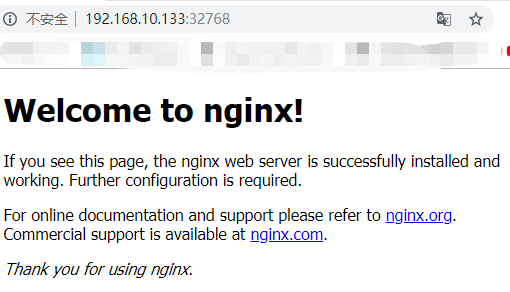 不安全 | 192.168.10.133:32768
Welcome to nginx!
If you see this page, the nginx web server is successfully installed and
working. Further configuration is required.
For online documentation and support please refer to nginx.org.
Commercial support is available at nginx.com.
Thank you for using nginx.